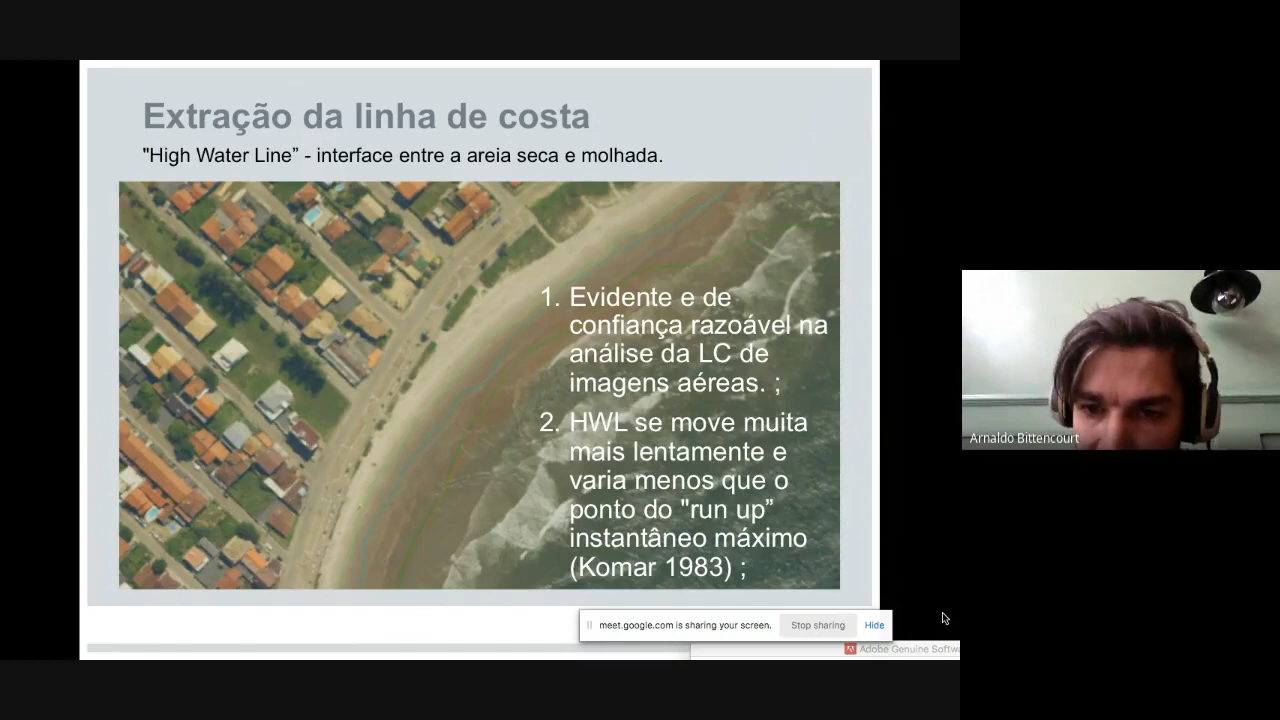 Extração da linha de costa
"High Water Line” - interface entre a areia seca e molhada.
1. Evidente e de
confiança razoável na
análise da LC de
imagens aéreas. ;
2. HWL se move muita
mais lentamente e
varia menos que o
ponto do "run up”
instantâneo máximo
(Komar 1983) ;
Arnaldo Bittencourt
meet.google.com is sharing your screen. Stop sharing Hide
Adobe Genuine